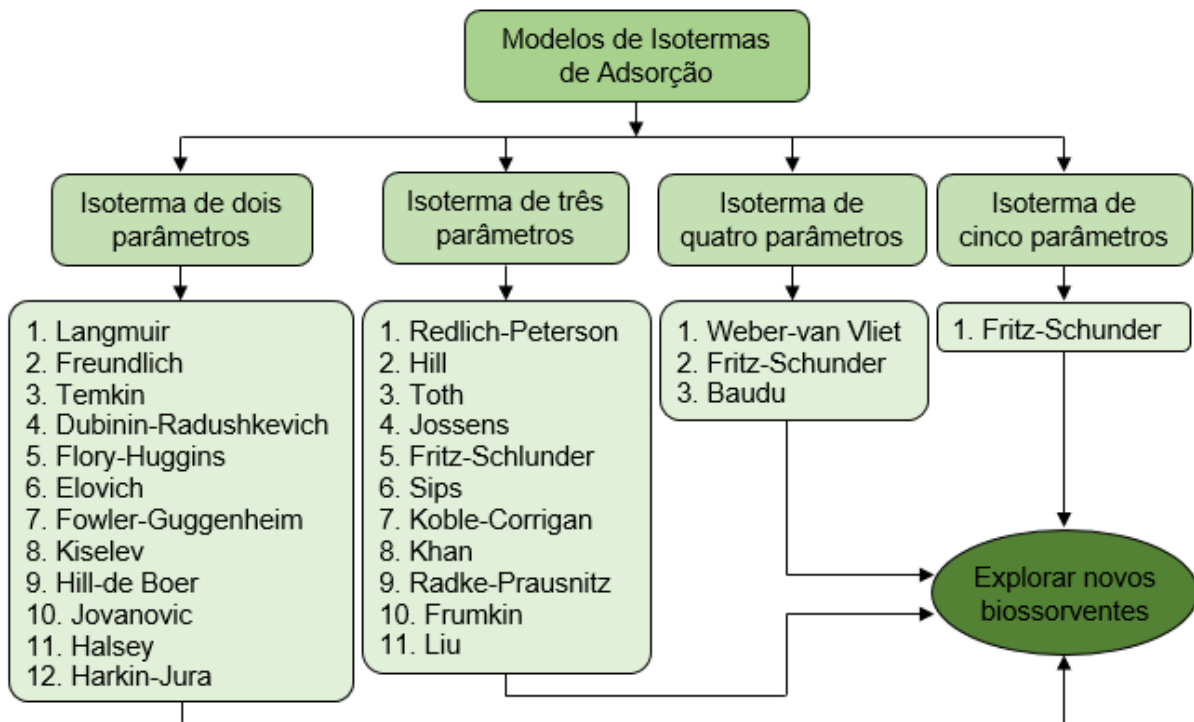 Modelos de Isotermas
de Adsorção
Isoterma de dois
parâmetros
Isoterma de três
parâmetros
Isoterma de
quatro parâmetros
Isoterma de
cinco parâmetros
1. Langmuir
2. Freundlich
3. Temkin
4. Dubinin-Radushkevich
5. Flory-Huggins
6. Elovich
7. Fowler-Guggenheim
8. Kiselev
9. Hill-de Boer
10. Jovanovic
11. Halsey
12. Harkin-Jura
1. Redlich-Peterson
2. Hill
3. Toth
4. Jossens
5. Fritz-Schlunder
6. Sips
7. Koble-Corrigan
8. Khan
9. Radke-Prausnitz
10. Frumkin
11. Liu
1. Weber-van Vliet
2. Fritz-Schunder
3. Baudu
1. Fritz-Schunder
Explorar novos
biossorventes